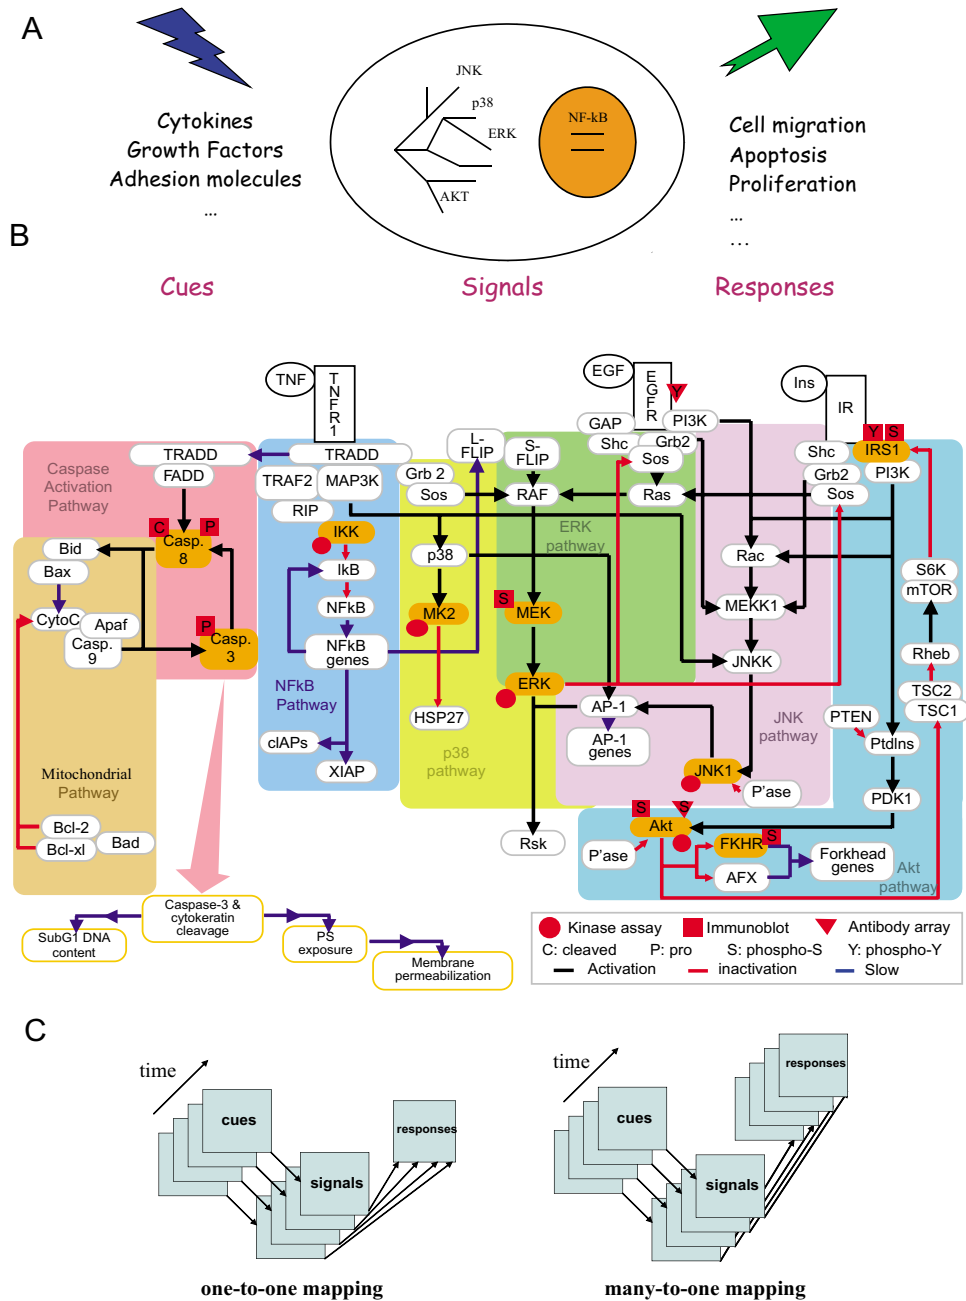 A
Cytokines
Growth Factors
Adhesion molecules
...
JNK
p38
ERK
AKT
NF-kB
Cell migration
Apoptosis
Proliferation
...
...
B
Cues
Signals
Responses
TNF
TNFR1
EGF
EGFR
Y
Ins
IR
Y
S
Caspase
Activation
Pathway
TRADD
FADD
C
P
Casp.
8
P
Casp.
3
Bid
Bax
CytoC
Apaf
Casp.
9
Mitochondrial
Pathway
Bcl-2
Bcl-xl
Bad
TRADD
TRAF2
MAP3K
RIP
IKK
IkB
NFkB
NFkB
genes
NFkB
Pathway
cIAPs
XIAP
L-
FLIP
S-
FLIP
Grb 2
Sos
RAF
p38
MK2
HSP27
p38
pathway
GAP
Shc
PI3K
Grb2
Sos
Ras
ERK
pathway
S
MEK
ERK
AP-1
AP-1
genes
Rsk
Rac
MEKK1
JNKK
JNK
pathway
JNK1
P'ase
Shc
IRS1
PI3K
Grb2
Sos
S6K
mTOR
Rheb
TSC2
TSC1
PTEN
PtdIns
PDK1
S
S
Akt
P'ase
FKHR
S
AFX
Forkhead
genes
Akt
pathway
Caspase-3 &
cytokeratin
cleavage
SubG1 DNA
content
PS
exposure
Membrane
permeabilization
Kinase assay
Immunoblot
Antibody array
C: cleaved
P: pro
S: phospho-S
Y: phospho-Y
Activation
inactivation
Slow
C
time
cues
signals
responses
one-to-one mapping
time
cues
signals
responses
many-to-one mapping